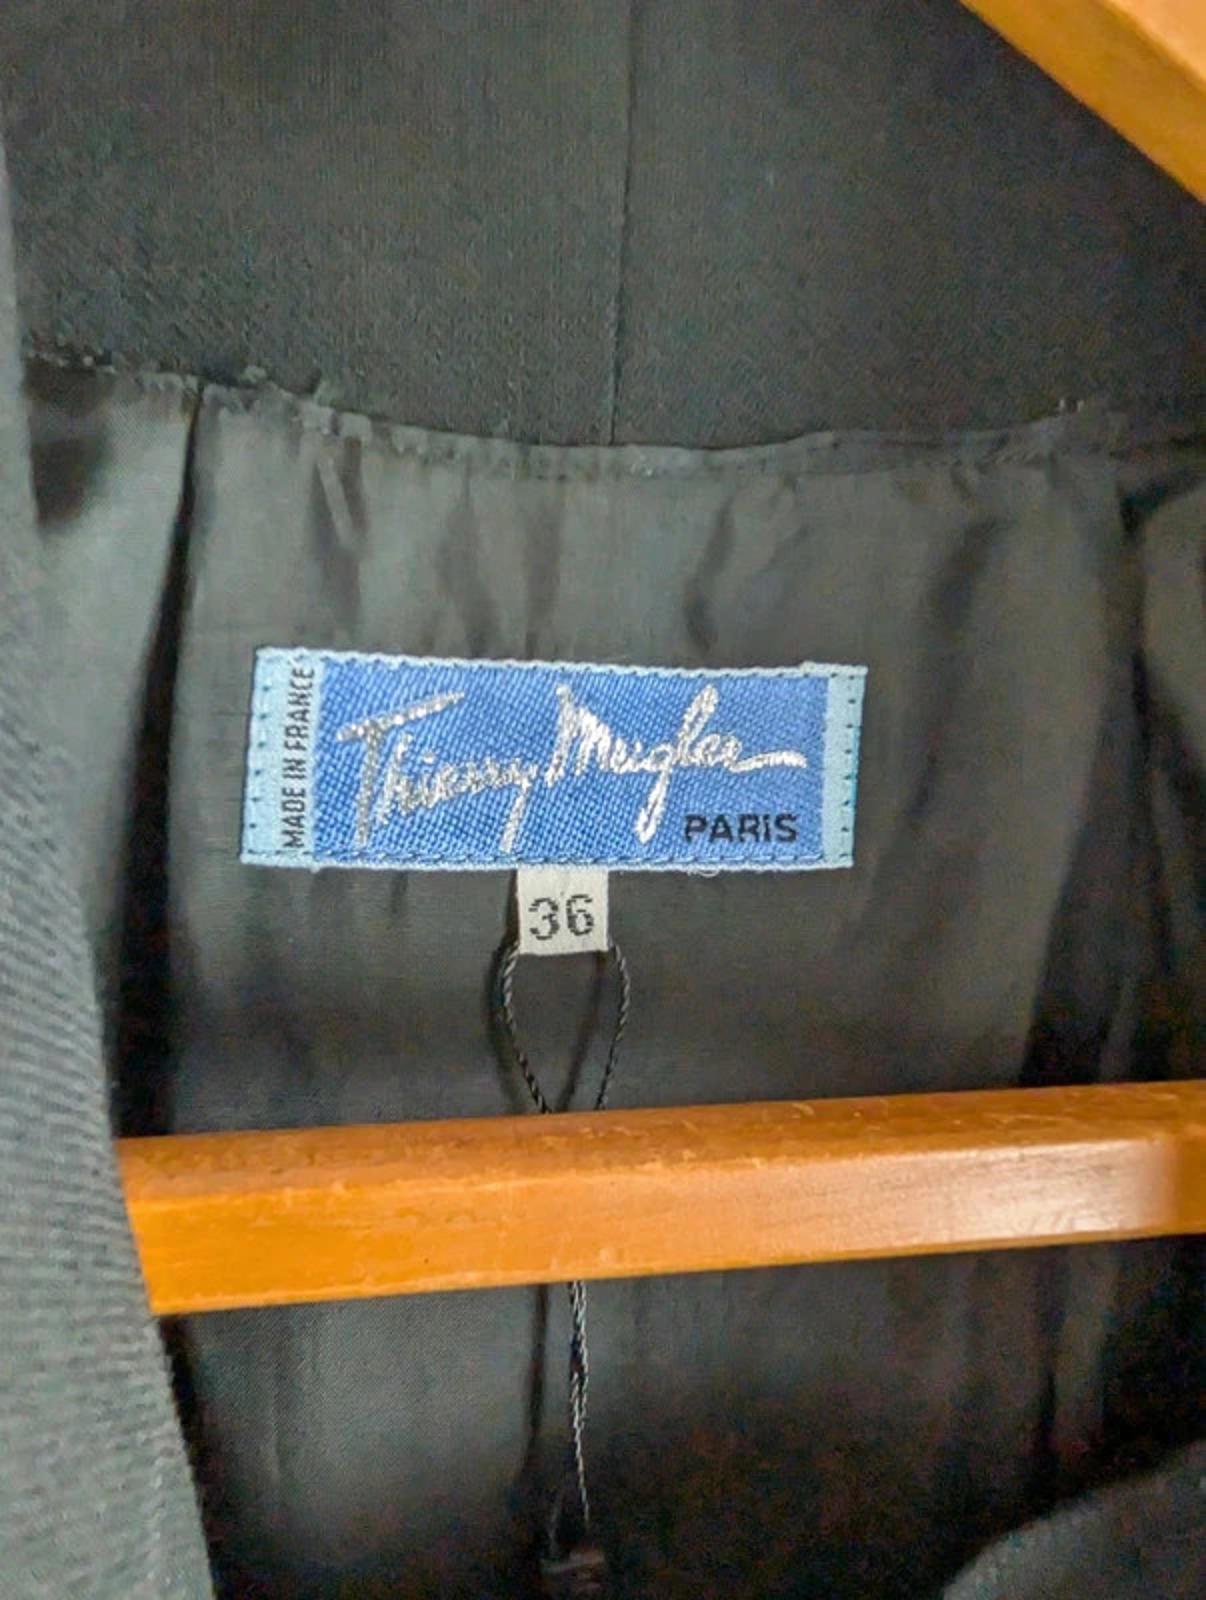 MADE IN FRANCE
Thierry Mugler
PARIS
36